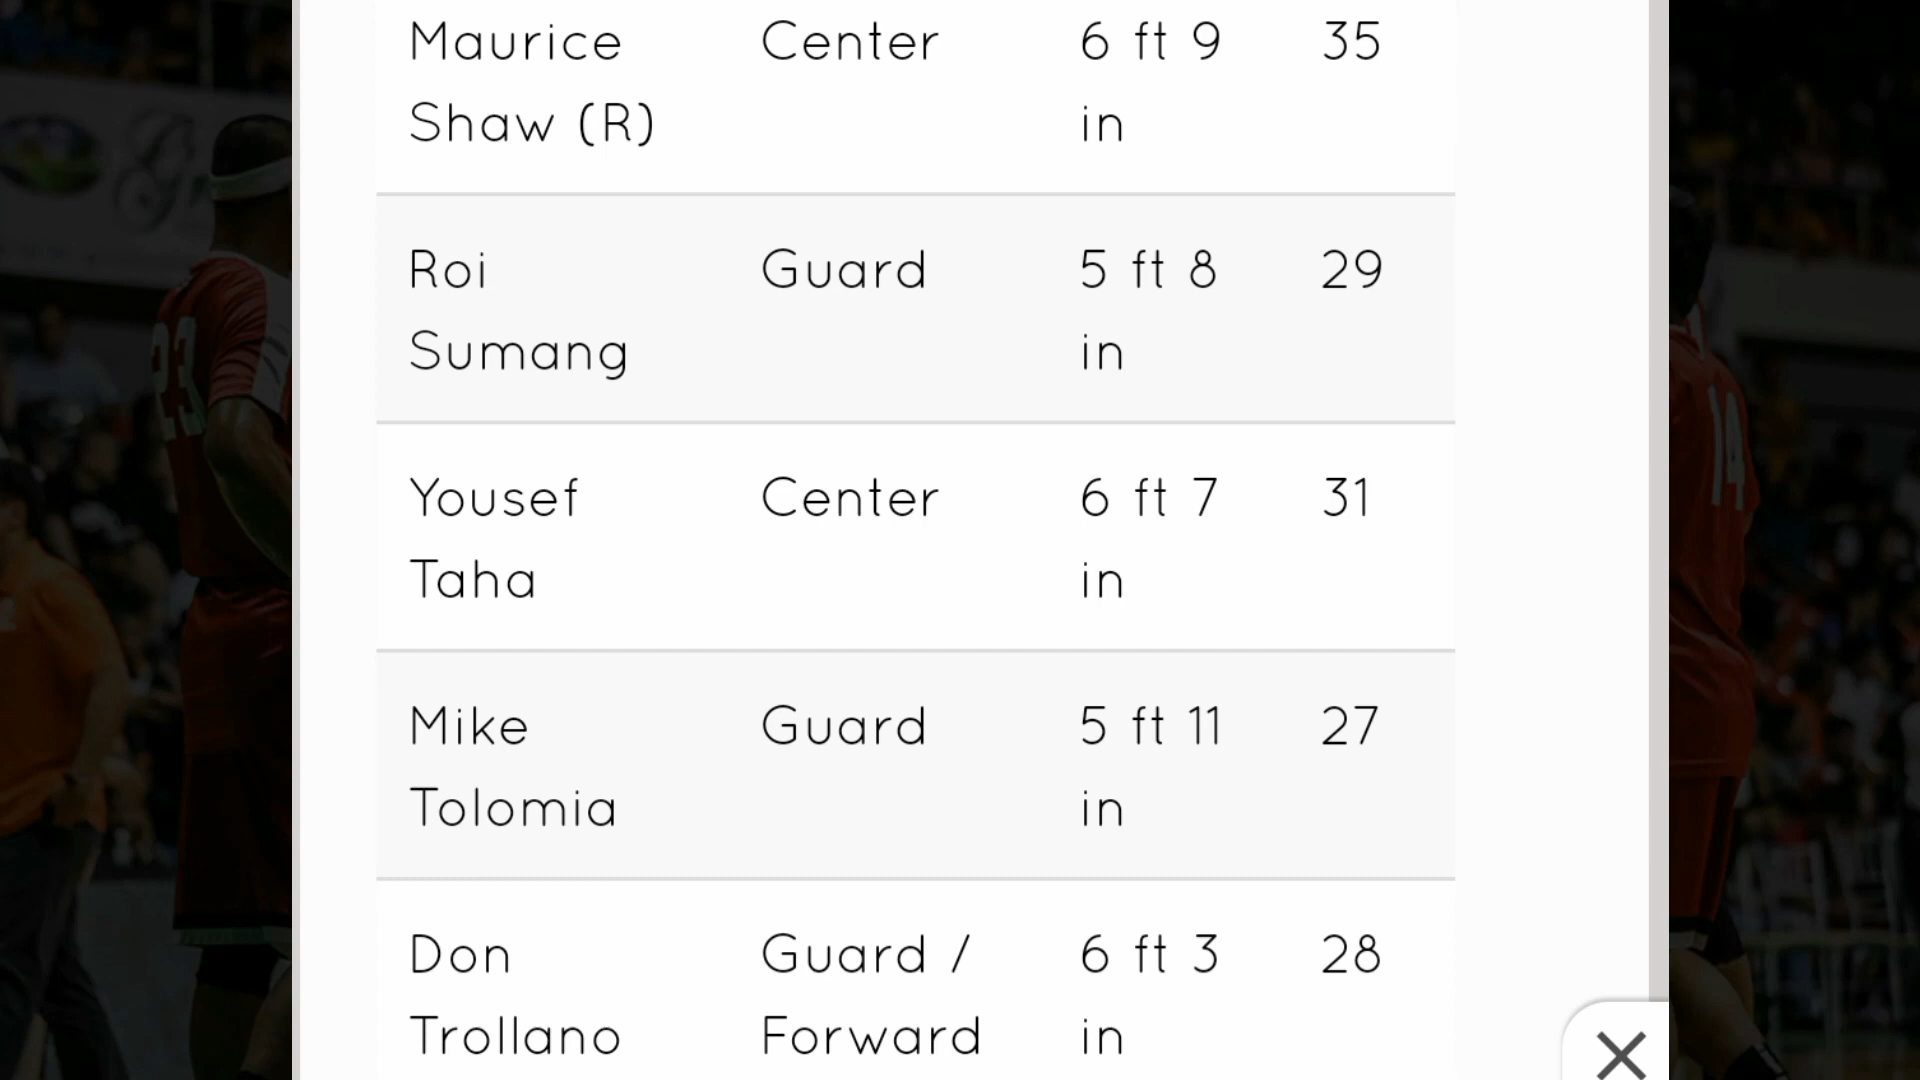 Maurice Center 6 ft 9 35
Shaw (R) in
Roi Guard 5 ft 8 29
Sumang in
Yousef Center 6 ft 7 31
Taha in
Mike Guard 5 ft 11 27
Tolomia in
Don Guard / 6 ft 3 28
Trollano Forward in
23
14